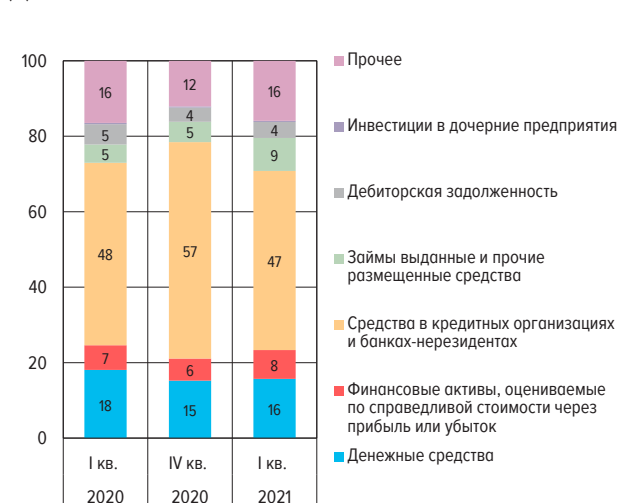 100
80
60
40
20
0
16
5
5
48
7
18
12
4
5
57
6
15
16
4
9
47
8
16
I кв.
IV кв.
I кв.
2020
2020
2021
Прочее
Инвестиции в дочерние предприятия
Дебиторская задолженность
Займы выданные и прочие
размещенные средства
Средства в кредитных организациях
и банках-нерезидентах
Финансовые активы, оцениваемые
по справедливой стоимости через
прибыль или убыток
Денежные средства